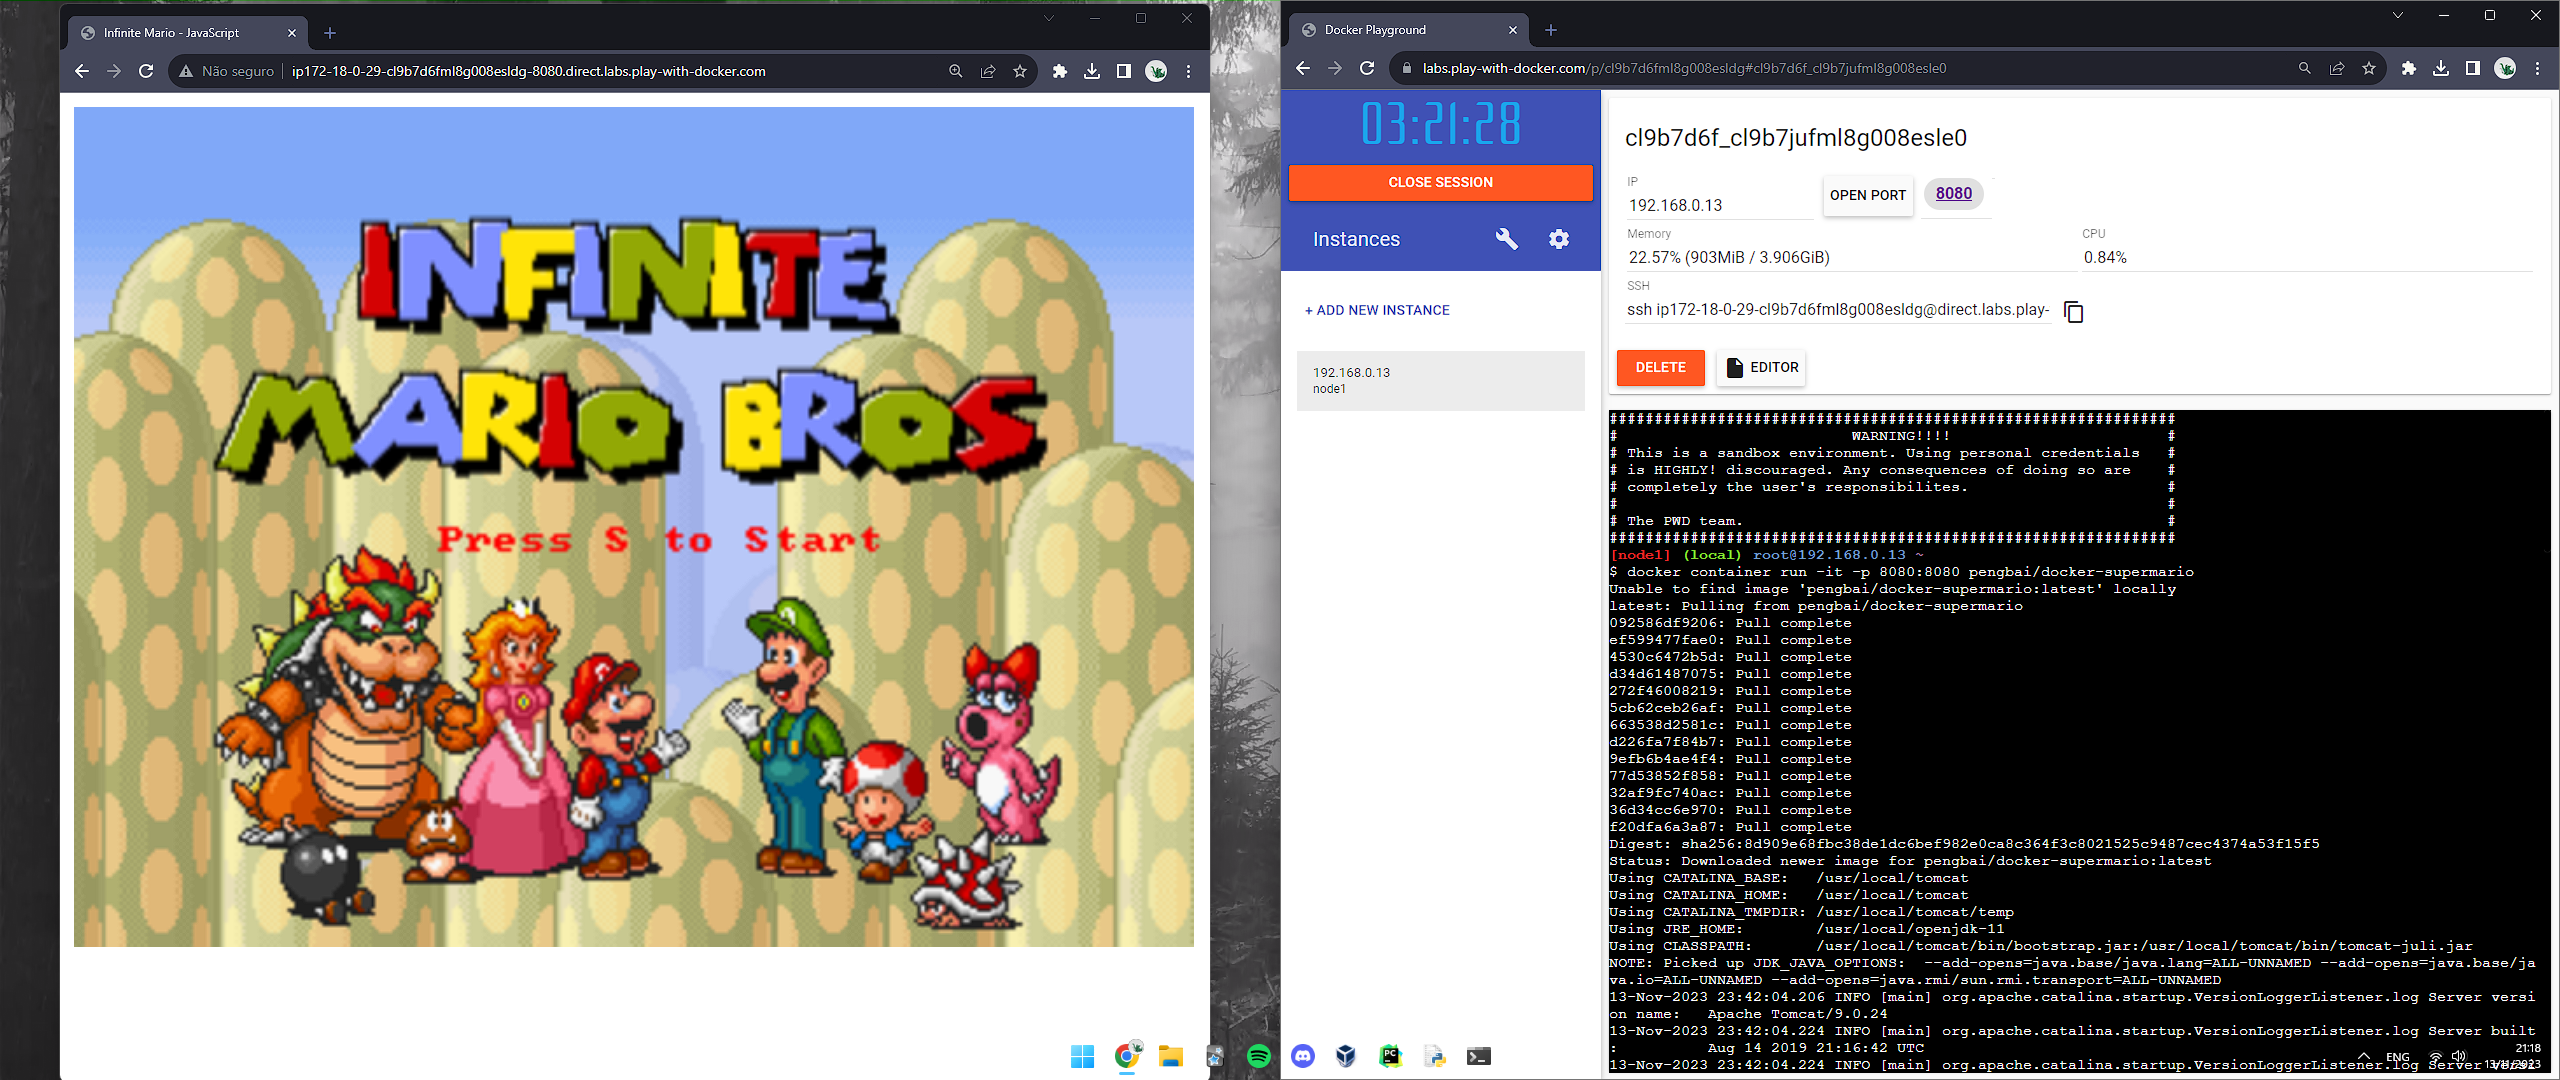 Infinite Mario - JavaScript
Não seguro
ip172-18-0-29-cl9b7d6fml8g008esldg-8080.direct.labs.play-with-docker.com
INFINITE
MARIO BROS
Press S to Start
Docker Playground
labs.play-with-docker.com/p/cl9b7d6fml8g008esldg#cl9b7d6f_cl9b7jufml8g008esle0
03:21:28
CLOSE SESSION
Instances
+ ADD NEW INSTANCE
192.168.0.13
node1
cl9b7d6f_cl9b7jufml8g008esle0
IP
192.168.0.13
OPEN PORT
8080
Memory
22.57% (903MiB / 3.906GiB)
CPU
0.84%
SSH
ssh ip172-18-0-29-cl9b7d6fml8g008esldg@direct.labs.play-
DELETE
EDITOR
###############################################################
# WARNING!!!! #
# This is a sandbox environment. Using personal credentials #
# is HIGHLY! discouraged. Any consequences of doing so are #
# completely the user's responsibilites. #
# #
# The PWD team. #
###############################################################
[node1] (local) root@192.168.0.13 ~
$ docker container run -it -p 8080:8080 pengbai/docker-supermario
Unable to find image 'pengbai/docker-supermario:latest' locally
latest: Pulling from pengbai/docker-supermario
092586df9206: Pull complete
ef599477fae0: Pull complete
4530c6472b5d: Pull complete
d34d61487075: Pull complete
272f46008219: Pull complete
5cb62ceb26af: Pull complete
663538d2581c: Pull complete
d226fa7f84b7: Pull complete
9efb6b4ae4f4: Pull complete
77d53852f858: Pull complete
32af9fc740ac: Pull complete
36d34cc6e970: Pull complete
f20dfa6a3a87: Pull complete
Digest: sha256:8d909e68fbc38de1dc6bef982e0ca8c364f3c8021525c9487cec4374a53f15f5
Status: Downloaded newer image for pengbai/docker-supermario:latest
Using CATALINA_BASE: /usr/local/tomcat
Using CATALINA_HOME: /usr/local/tomcat
Using CATALINA_TMPDIR: /usr/local/tomcat/temp
Using JRE_HOME: /usr/local/openjdk-11
Using CLASSPATH: /usr/local/tomcat/bin/bootstrap.jar:/usr/local/tomcat/bin/tomcat-juli.jar
NOTE: Picked up JDK_JAVA_OPTIONS: --add-opens=java.base/java.lang=ALL-UNNAMED --add-opens=java.base/ja
va.io=ALL-UNNAMED --add-opens=java.rmi/sun.rmi.transport=ALL-UNNAMED
13-Nov-2023 23:42:04.206 INFO [main] org.apache.catalina.startup.VersionLoggerListener.log Server versi
on name: Apache Tomcat/9.0.24
13-Nov-2023 23:42:04.224 INFO [main] org.apache.catalina.startup.VersionLoggerListener.log Server built
: Aug 14 2019 21:16:42 UTC
13-Nov-2023 23:42:04.224 INFO [main] org.apache.catalina.startup.VersionLoggerListener.log Server
ENG
21:18
13/11/2023